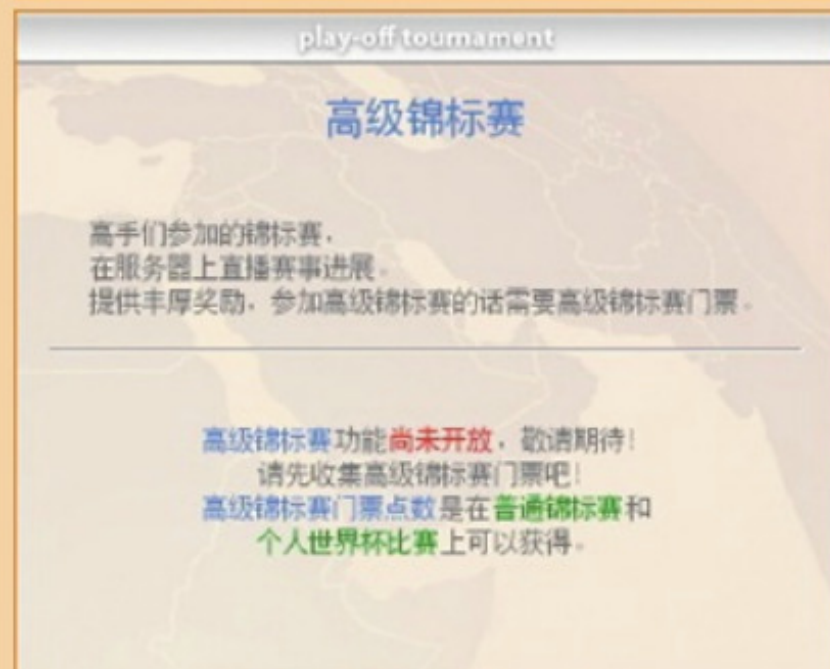 play-off tournament
高级锦标赛
高手们参加的锦标赛，
在服务器上直播赛事进展。
提供丰厚奖励，参加高级锦标赛的话需要高级锦标赛门票。
高级锦标赛功能尚未开放，敬请期待！
请先收集高级锦标赛门票吧！
高级锦标赛门票点数是在普通锦标赛和
个人世界杯比赛上可以获得。